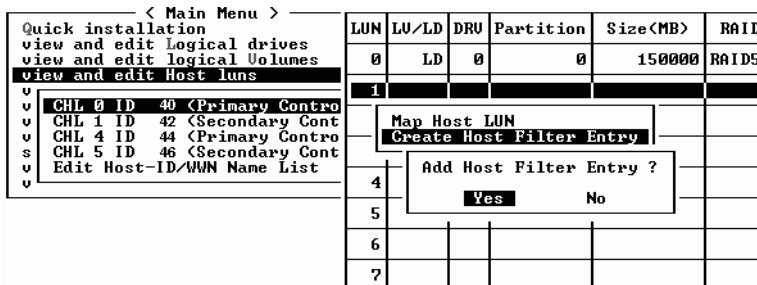 < Main Menu >
Quick installation
view and edit Logical drives
view and edit logical Volumes
view and edit Host luns
v
v CHL 0 ID 40 (Primary Contro
v CHL 1 ID 42 (Secondary Cont
v CHL 4 ID 44 (Primary Contro
s CHL 5 ID 46 (Secondary Cont
v Edit Host-ID/WWN Name List
v
LUN LV/LD DRV Partition Size(MB) RAID
0 LD 0 0 150000 RAID5
1
Map Host LUN
Create Host Filter Entry
Add Host Filter Entry ?
Yes No
4
5
6
7